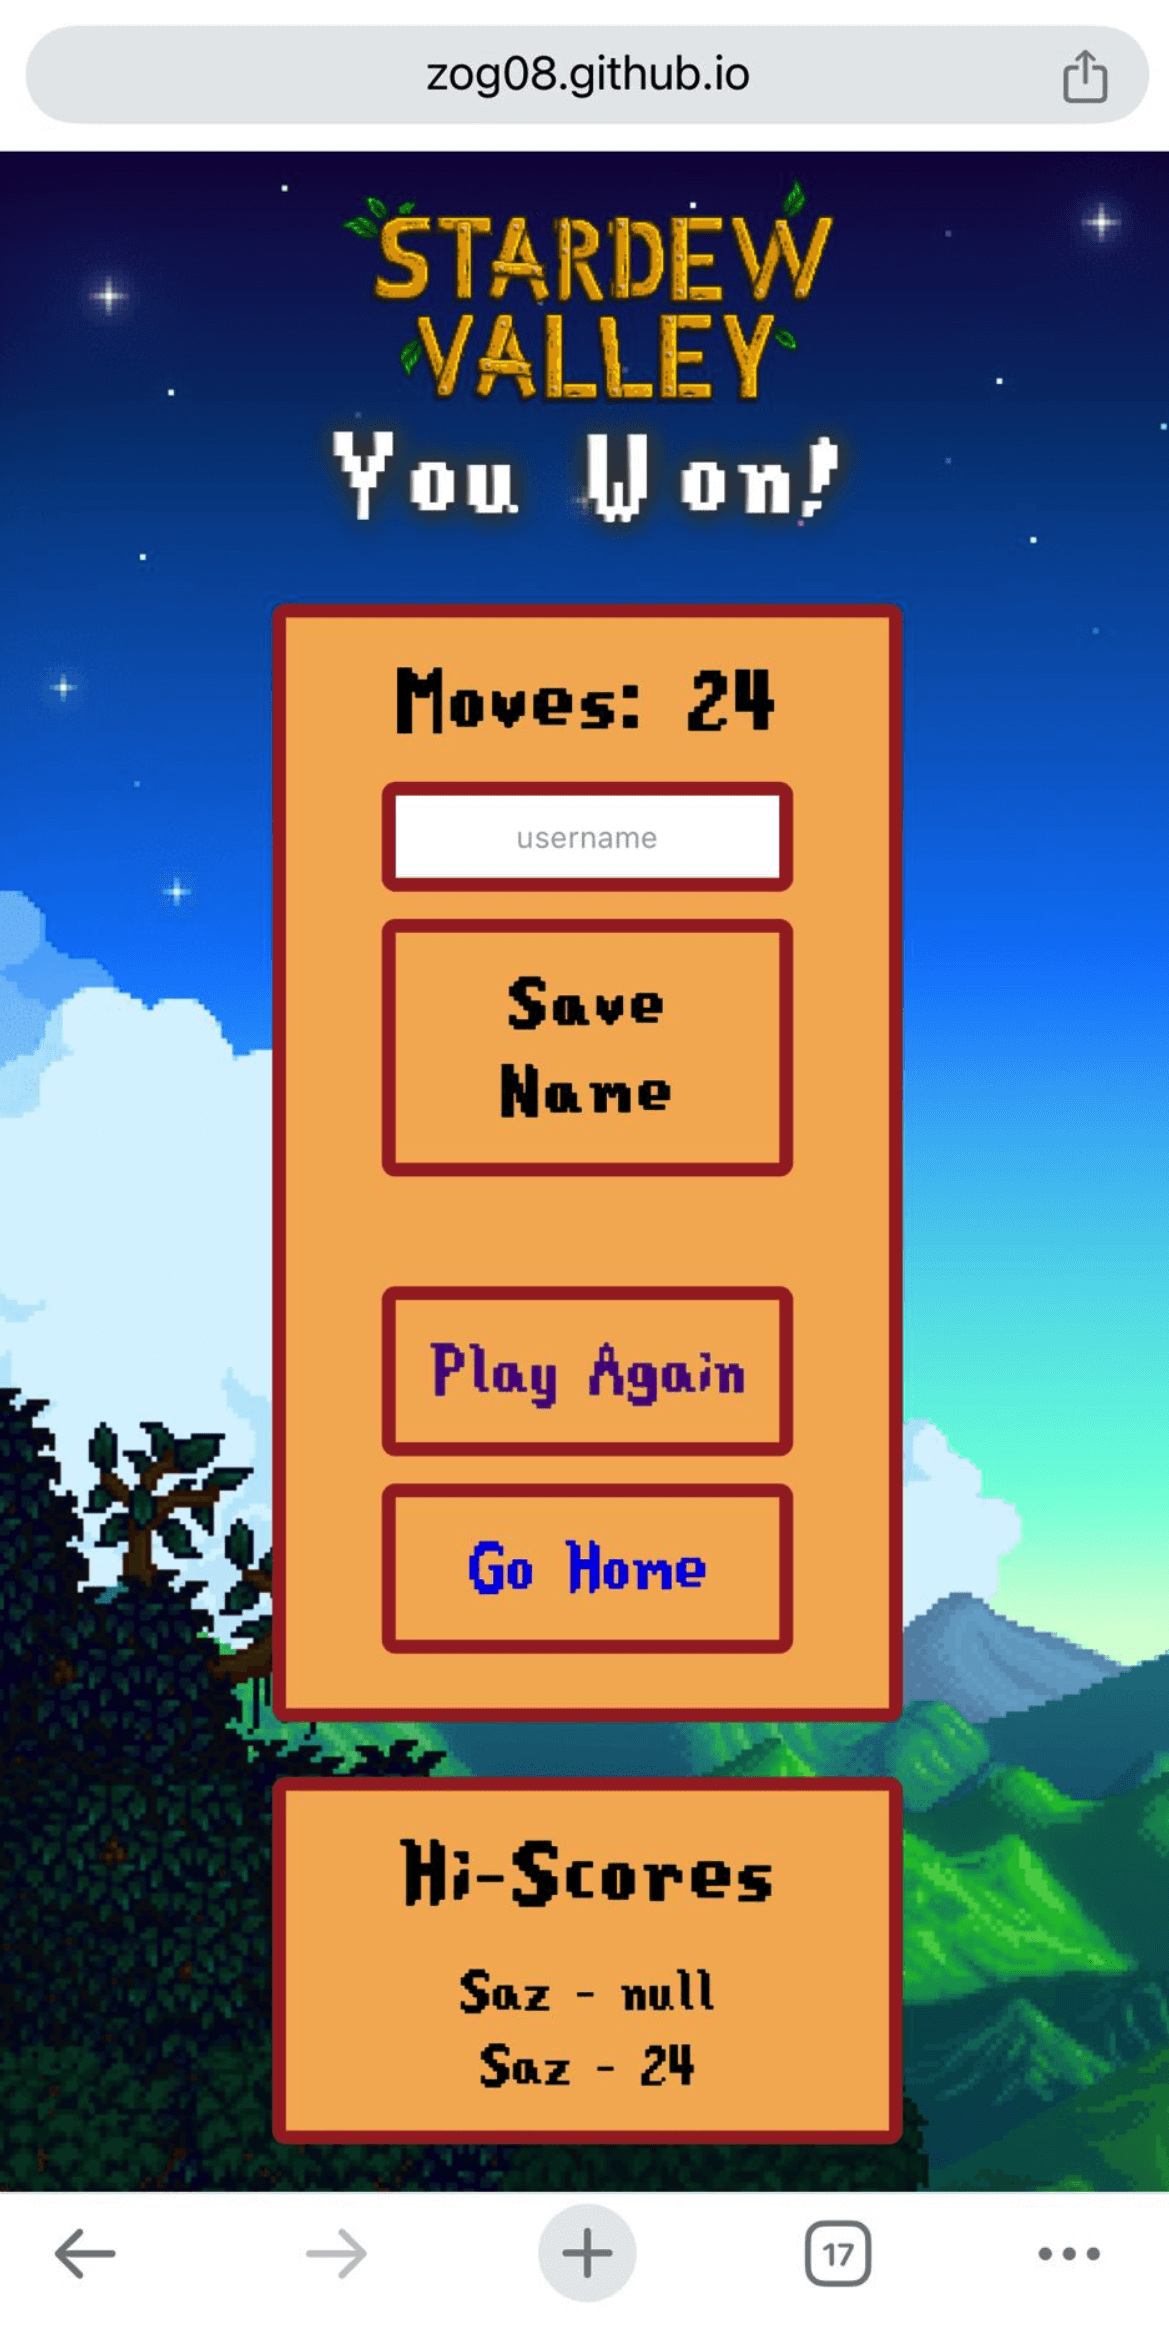 zog08.github.io
STARDEW
VALLEY
You Won!
Moves: 24
username
Save
Name
Play Again
Go Home
Hi-Scores
Saz - null
Saz - 24
17